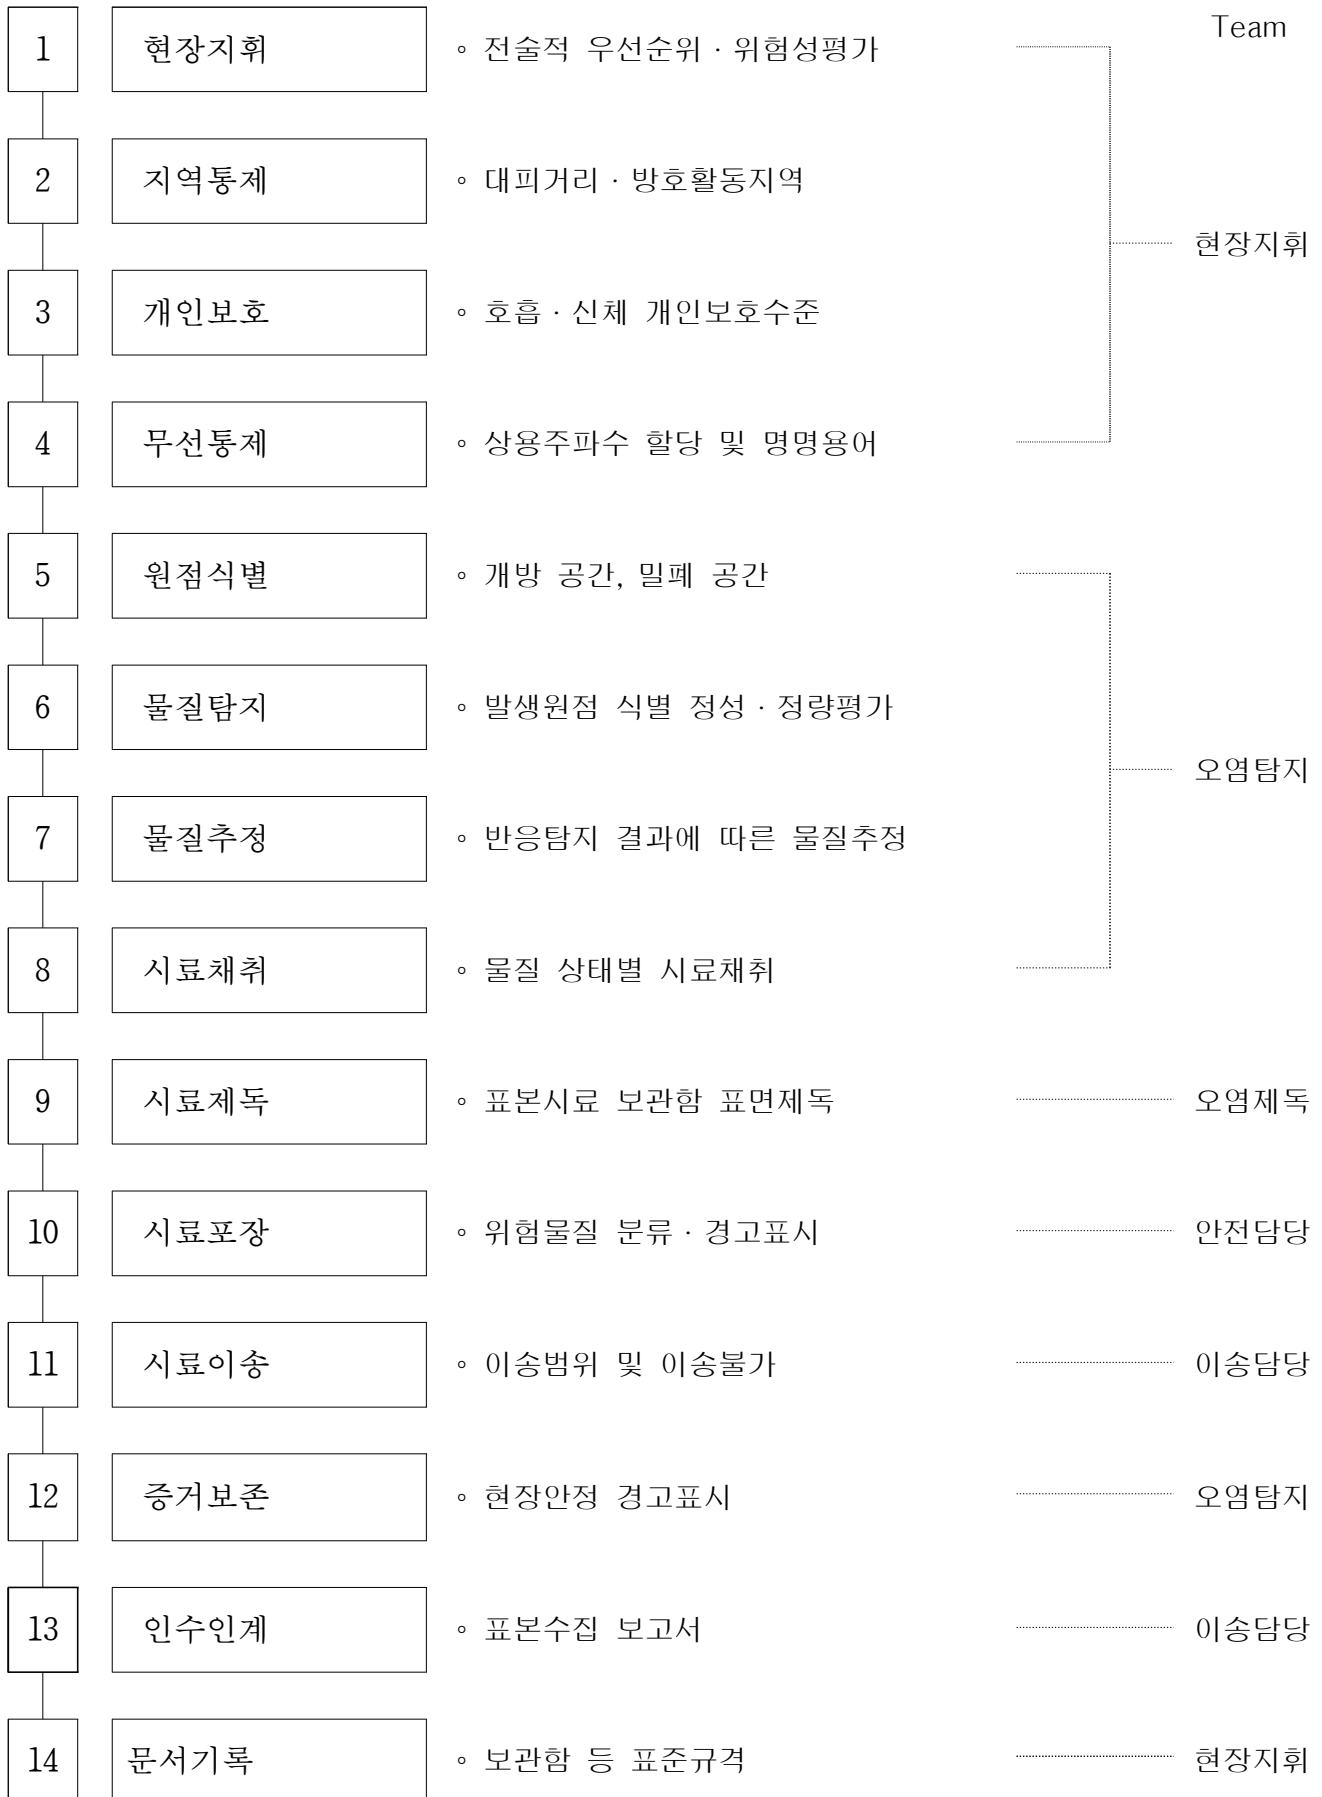 Team
1 현장지휘 ∘ 전술적 우선순위 · 위험성평가
2 지역통제 ∘ 대피거리 · 방호활동지역
현장지휘
3 개인보호 ∘ 호흡 · 신체 개인보호수준
4 무선통제 ∘ 상용주파수 할당 및 명명용어
5 원점식별 ∘ 개방 공간, 밀폐 공간
6 물질탐지 ∘ 발생원점 식별 정성 · 정량평가
오염탐지
7 물질추정 ∘ 반응탐지 결과에 따른 물질추정
8 시료채취 ∘ 물질 상태별 시료채취
9 시료제독 ∘ 표본시료 보관함 표면제독 오염제독
10 시료포장 ∘ 위험물질 분류 · 경고표시 안전담당
11 시료이송 ∘ 이송범위 및 이송불가 이송담당
12 증거보존 ∘ 현장안정 경고표시 오염탐지
13 인수인계 ∘ 표본수집 보고서 이송담당
14 문서기록 ∘ 보관함 등 표준규격 현장지휘